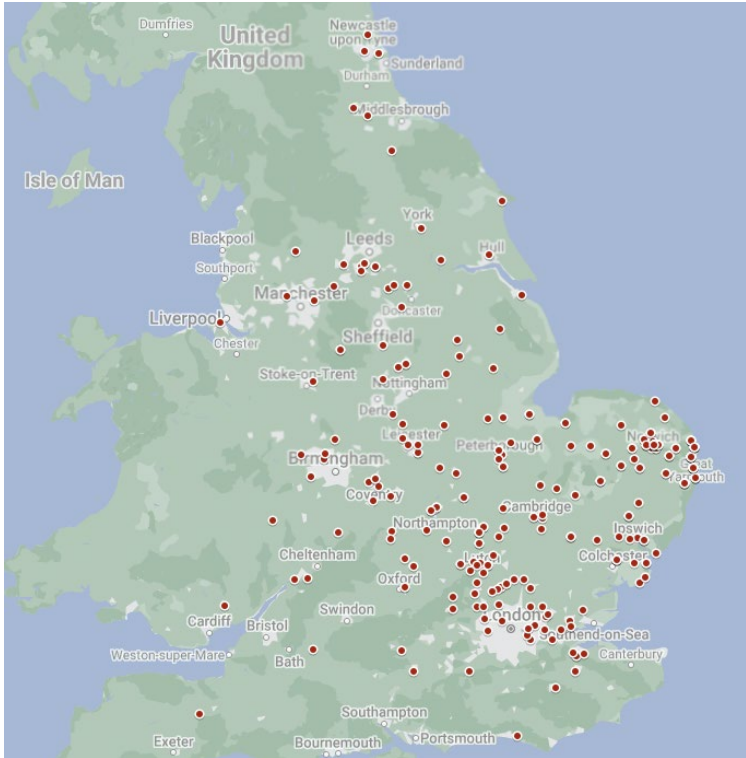 Dumfries
United
Kingdom
Newcastle
upon Tyne
Sunderland
Durham
Middlesbrough
Isle of Man
York
Blackpool
Leeds
Hull
Southport
Manchester
Doncaster
Liverpool
Sheffield
Chester
Stoke-on-Trent
Nottingham
Derby
Leicester
Peterborough
Norwich
Great
Yarmouth
Birmingham
Coventry
Cambridge
Northampton
Ipswich
Cheltenham
Luton
Colchester
Oxford
Cardiff
Swindon
London
Bristol
Southend-on-Sea
Weston-super-Mare
Bath
Canterbury
Southampton
Exeter
Bournemouth
Portsmouth